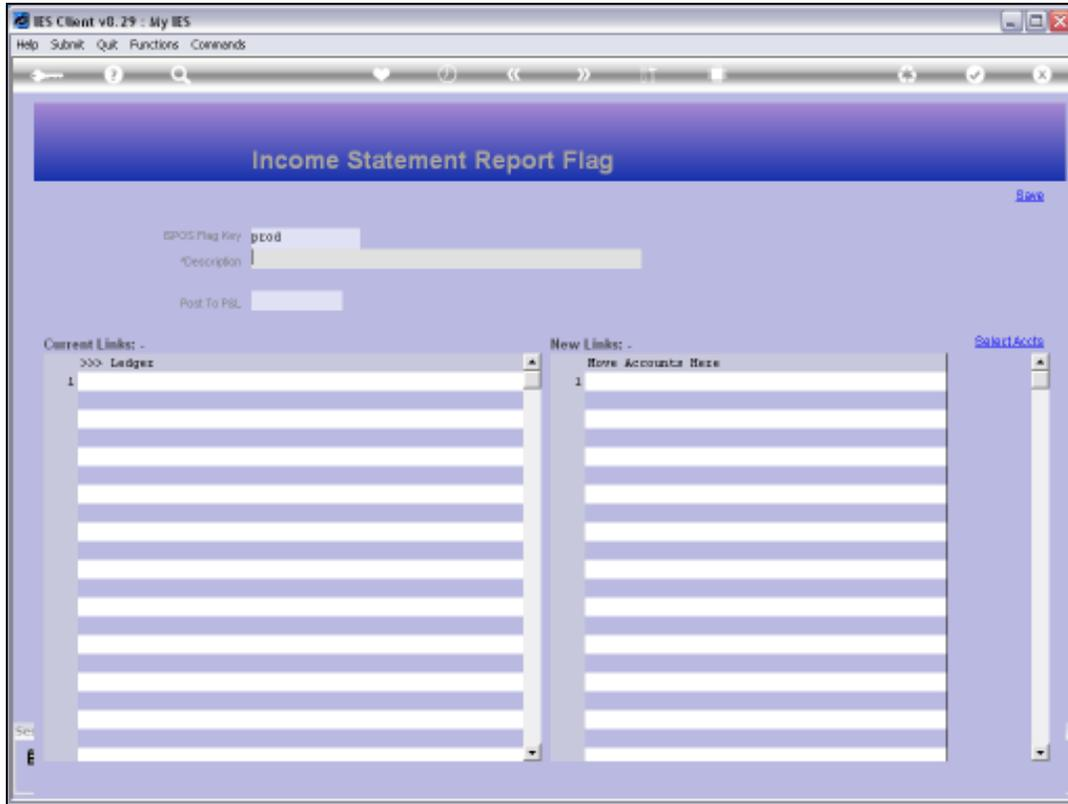 IES Client v8.29 : My IES
Help Submit Quit Functions Commands
Income Statement Report Flag
Save
ISPOS Flag Key prod
*Description
Post To P&L
Current Links: - New Links: - Select Accts
>>> Ledger Move Accounts Here
1 1